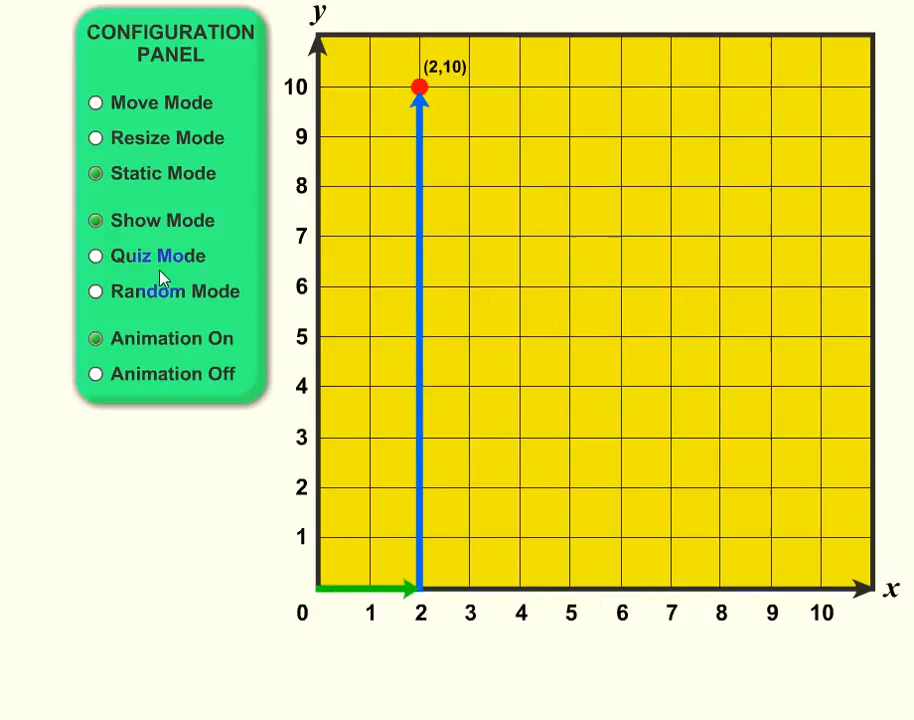 CONFIGURATION
PANEL
Move Mode
Resize Mode
Static Mode
Show Mode
Quiz Mode
Random Mode
Animation On
Animation Off
y
(2,10)
10
9
8
7
6
5
4
3
2
1
0 1 2 3 4 5 6 7 8 9 10
x